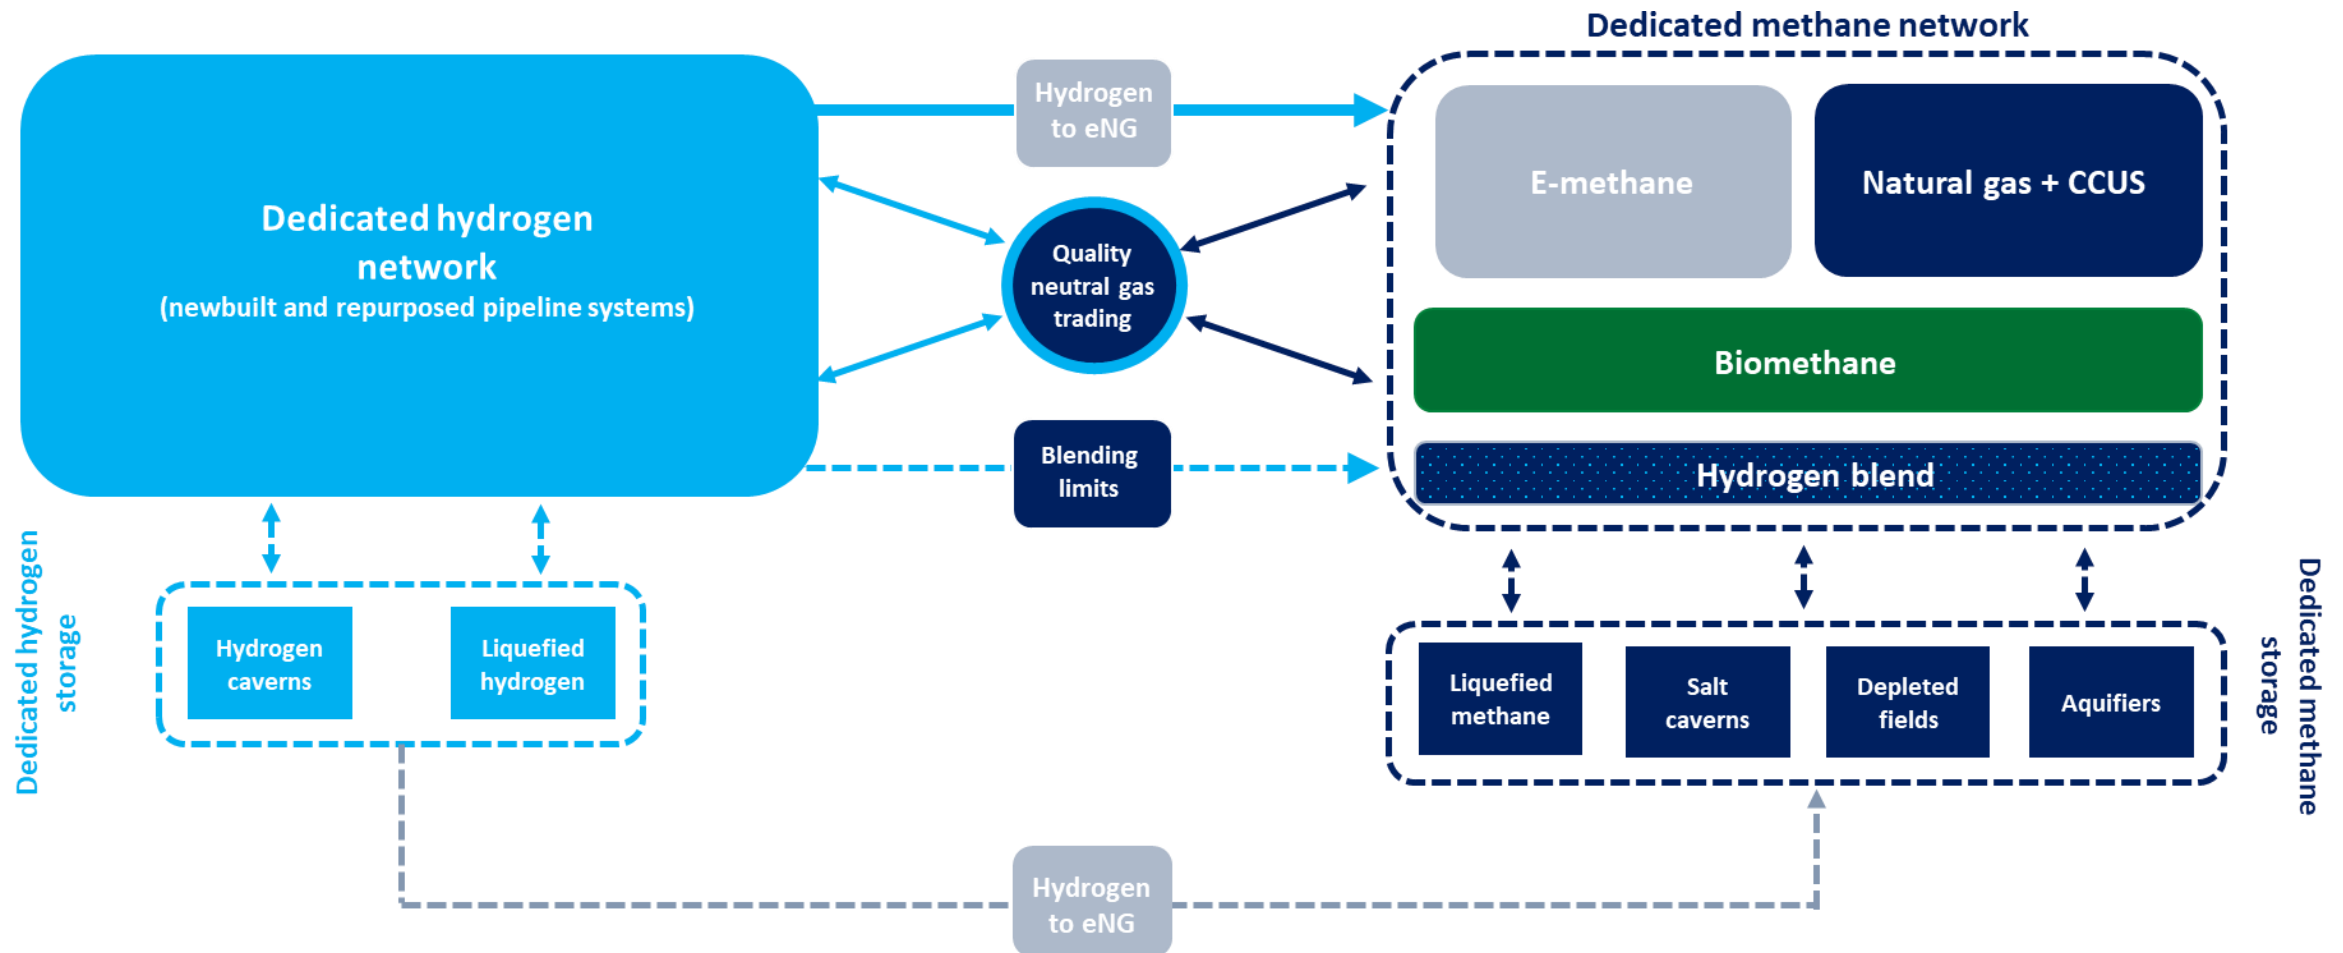 Dedicated methane network
Hydrogen
to eNG
E-methane
Natural gas + CCUS
Dedicated hydrogen
network
(newbuilt and repurposed pipeline systems)
Quality
neutral gas
trading
Biomethane
Blending
limits
Hydrogen blend
Dedicated hydrogen
storage
Hydrogen
caverns
Liquefied
hydrogen
Liquefied
methane
Salt
caverns
Depleted
fields
Aquifiers
Dedicated methane
storage
Hydrogen
to eNG